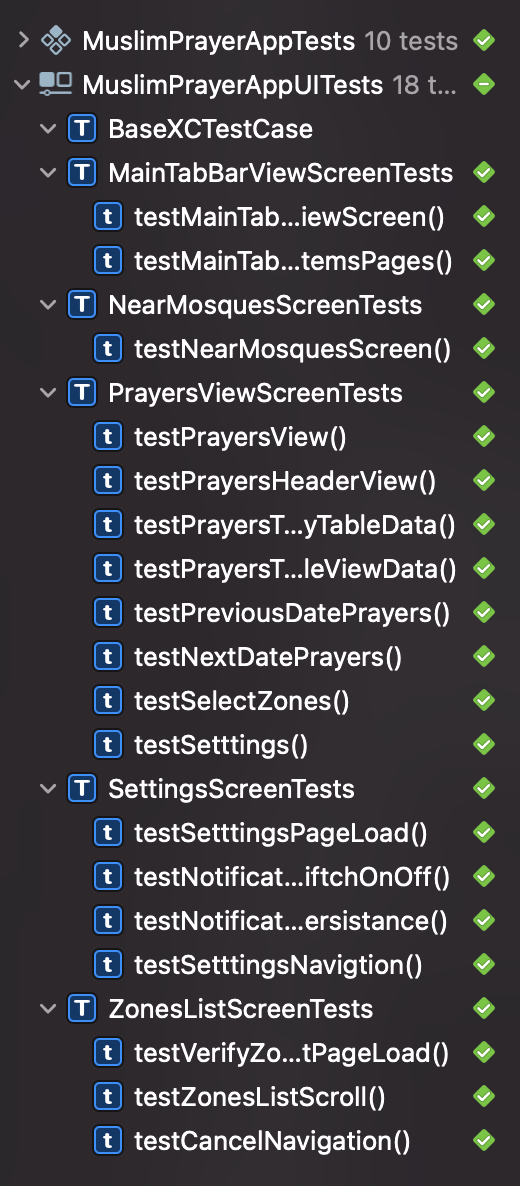 MuslimPrayerAppTests 10 tests
MuslimPrayerAppUITests 18 t...
T BaseXCTestCase
T MainTabBarViewScreenTests
t testMainTab...iewScreen()
t testMainTab...temsPages()
T NearMosquesScreenTests
t testNearMosquesScreen()
T PrayersViewScreenTests
t testPrayersView()
t testPrayersHeaderView()
t testPrayersT...yTableData()
t testPrayersT...leViewData()
t testPreviousDatePrayers()
t testNextDatePrayers()
t testSelectZones()
t testSetttings()
T SettingsScreenTests
t testSetttingsPageLoad()
t testNotificat...iftchOnOff()
t testNotificat...ersistance()
t testSetttingsNavigtion()
T ZonesListScreenTests
t testVerifyZo...tPageLoad()
t testZonesListScroll()
t testCancelNavigation()